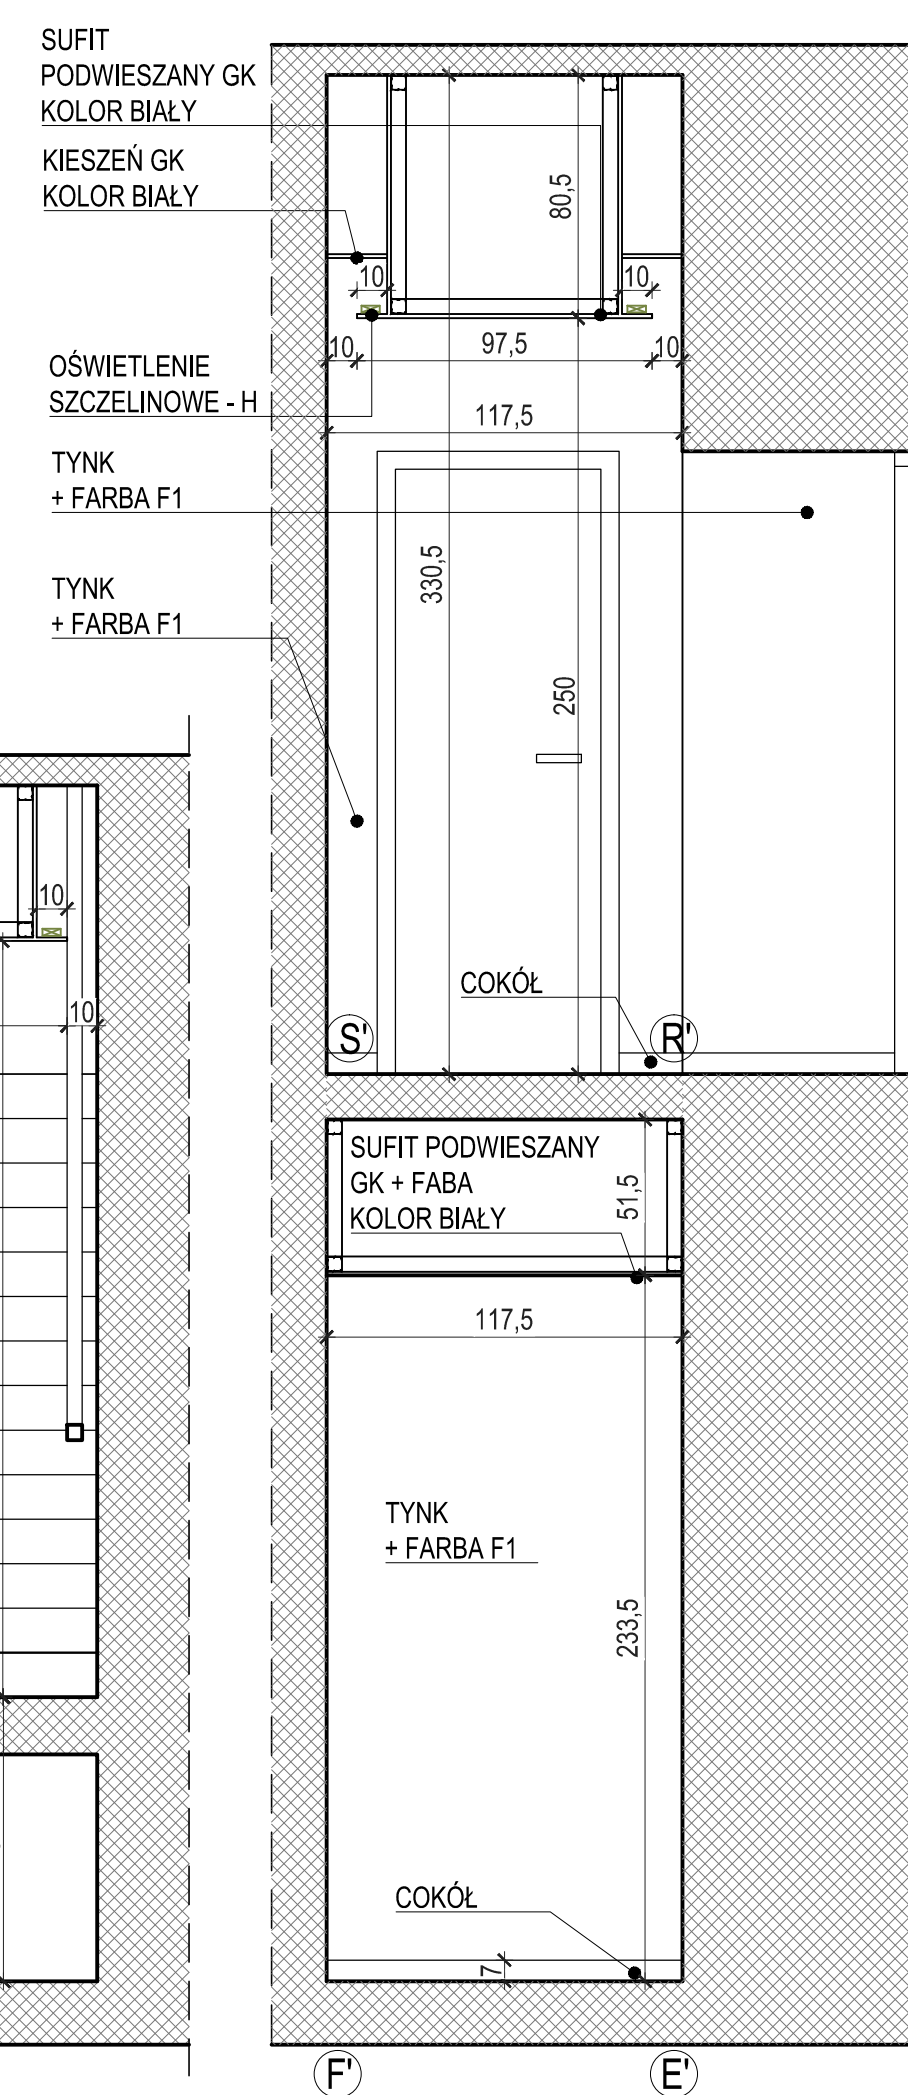 SUFIT
PODWIESZANY GK
KOLOR BIAŁY
KIESZEŃ GK
KOLOR BIAŁY
80,5
10
10
10
97,5
10
OŚWIETLENIE
SZCZELINOWE - H
117,5
TYNK
+ FARBA F1
330,5
TYNK
+ FARBA F1
250
10
10
COKÓŁ
S'
R'
SUFIT PODWIESZANY
GK + FABA
KOLOR BIAŁY
51,5
117,5
TYNK
+ FARBA F1
233,5
COKÓŁ
7
F'
E'